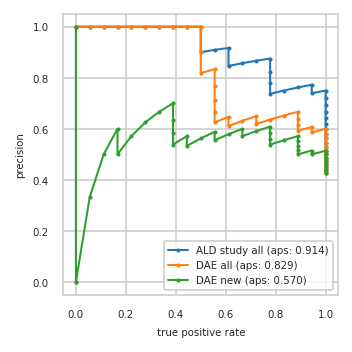 1.0
0.8
0.6
0.4
0.2
0.0
precision
0.0 0.2 0.4 0.6 0.8 1.0
true positive rate
ALD study all (aps: 0.914)
DAE all (aps: 0.829)
DAE new (aps: 0.570)